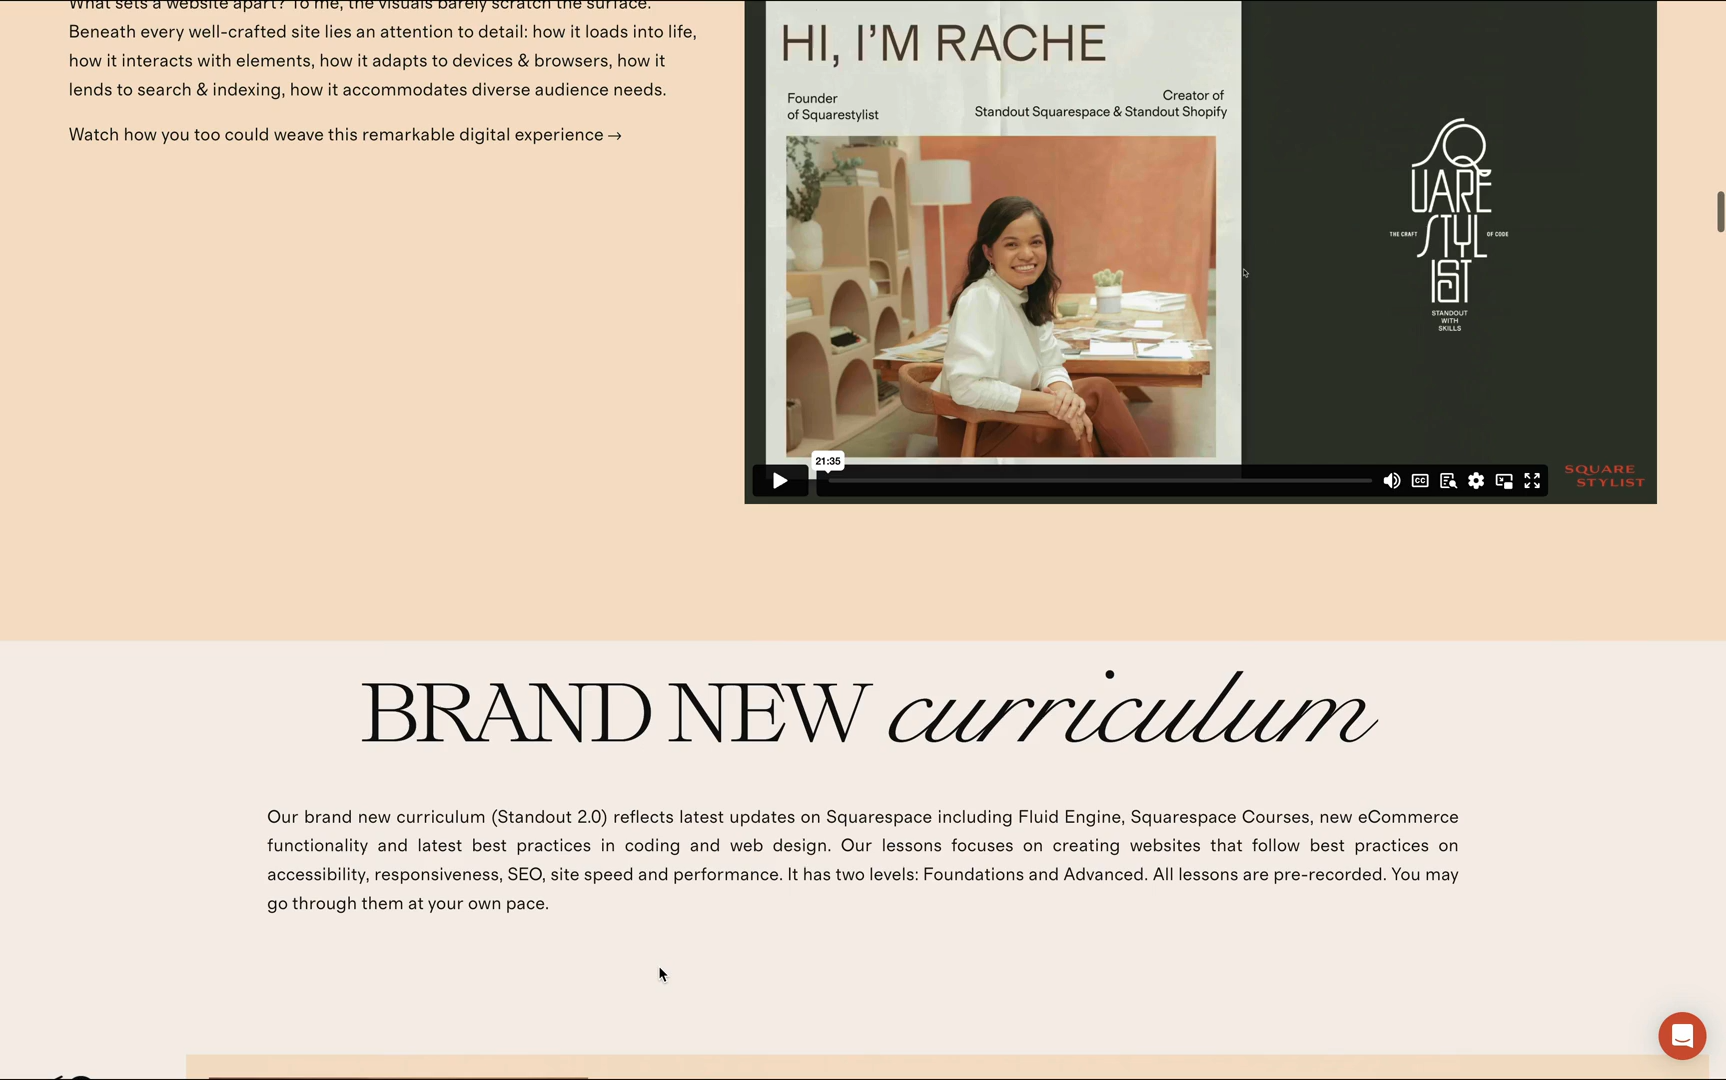 What sets a website apart? To me, the visuals barely scratch the surface.
Beneath every well-crafted site lies an attention to detail: how it loads into life,
how it interacts with elements, how it adapts to devices & browsers, how it
lends to search & indexing, how it accommodates diverse audience needs.
Watch how you too could weave this remarkable digital experience →
HI, I'M RACHE
Founder
of Squarestylist
Creator of
Standout Squarespace & Standout Shopify
SQ
UARE
THE CRAFT
STYL
OF CODE
IST
STANDOUT
WITH
SKILLS
21:35
CC
SQUARE
STYLIST
BRAND NEW curriculum
Our brand new curriculum (Standout 2.0) reflects latest updates on Squarespace including Fluid Engine, Squarespace Courses, new eCommerce
functionality and latest best practices in coding and web design. Our lessons focuses on creating websites that follow best practices on
accessibility, responsiveness, SEO, site speed and performance. It has two levels: Foundations and Advanced. All lessons are pre-recorded. You may
go through them at your own pace.